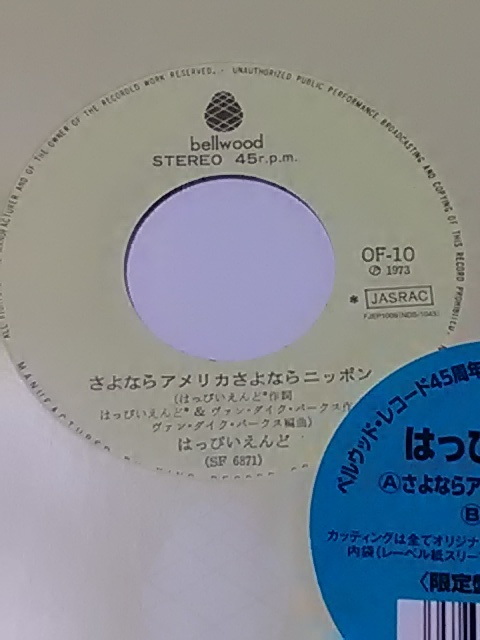 MANUFACTURER AND OF THE OWNER OF THE RECORDED WORK RESERVED. · UNAUTHORIZED PUBLIC PERFORMANCE BROADCASTING AND COPYING OF THIS RECORD PROHIBITED.
bellwood
STEREO 45r.p.m.
OF-10
Ⓟ 1973
* JASRAC
さよならアメリカさよならニッポン
(はっぴいえんど作詞
はっぴいえんど* & ヴァン・ダイク・パークス作
ヴァン・ダイク・パークス編曲)
はっぴいえんど
(SF 6871)
MANUFACTURED
ベルウッド・レコード45周年
はっぴ
Ⓐさよならア
Ⓑ
カッティングは全てオリジナ
内袋(レーベル紙スリー
〈限定盤